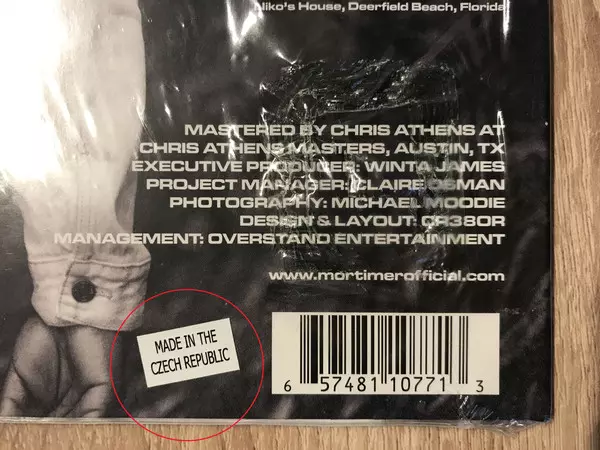 Niko's House, Deerfield Beach, Florida
MASTERED BY CHRIS ATHENS AT
CHRIS ATHENS MASTERS, AUSTIN, TX
EXECUTIVE PRODUCER: WINTA JAMES
PROJECT MANAGER: CLAIRE OSMAN
PHOTOGRAPHY: MICHAEL MOODIE
DESIGN & LAYOUT: CR38OR
MANAGEMENT: OVERSTAND ENTERTAINMENT
www.mortimerofficial.com
MADE IN THE
CZECH REPUBLIC
6 57481 10771 3